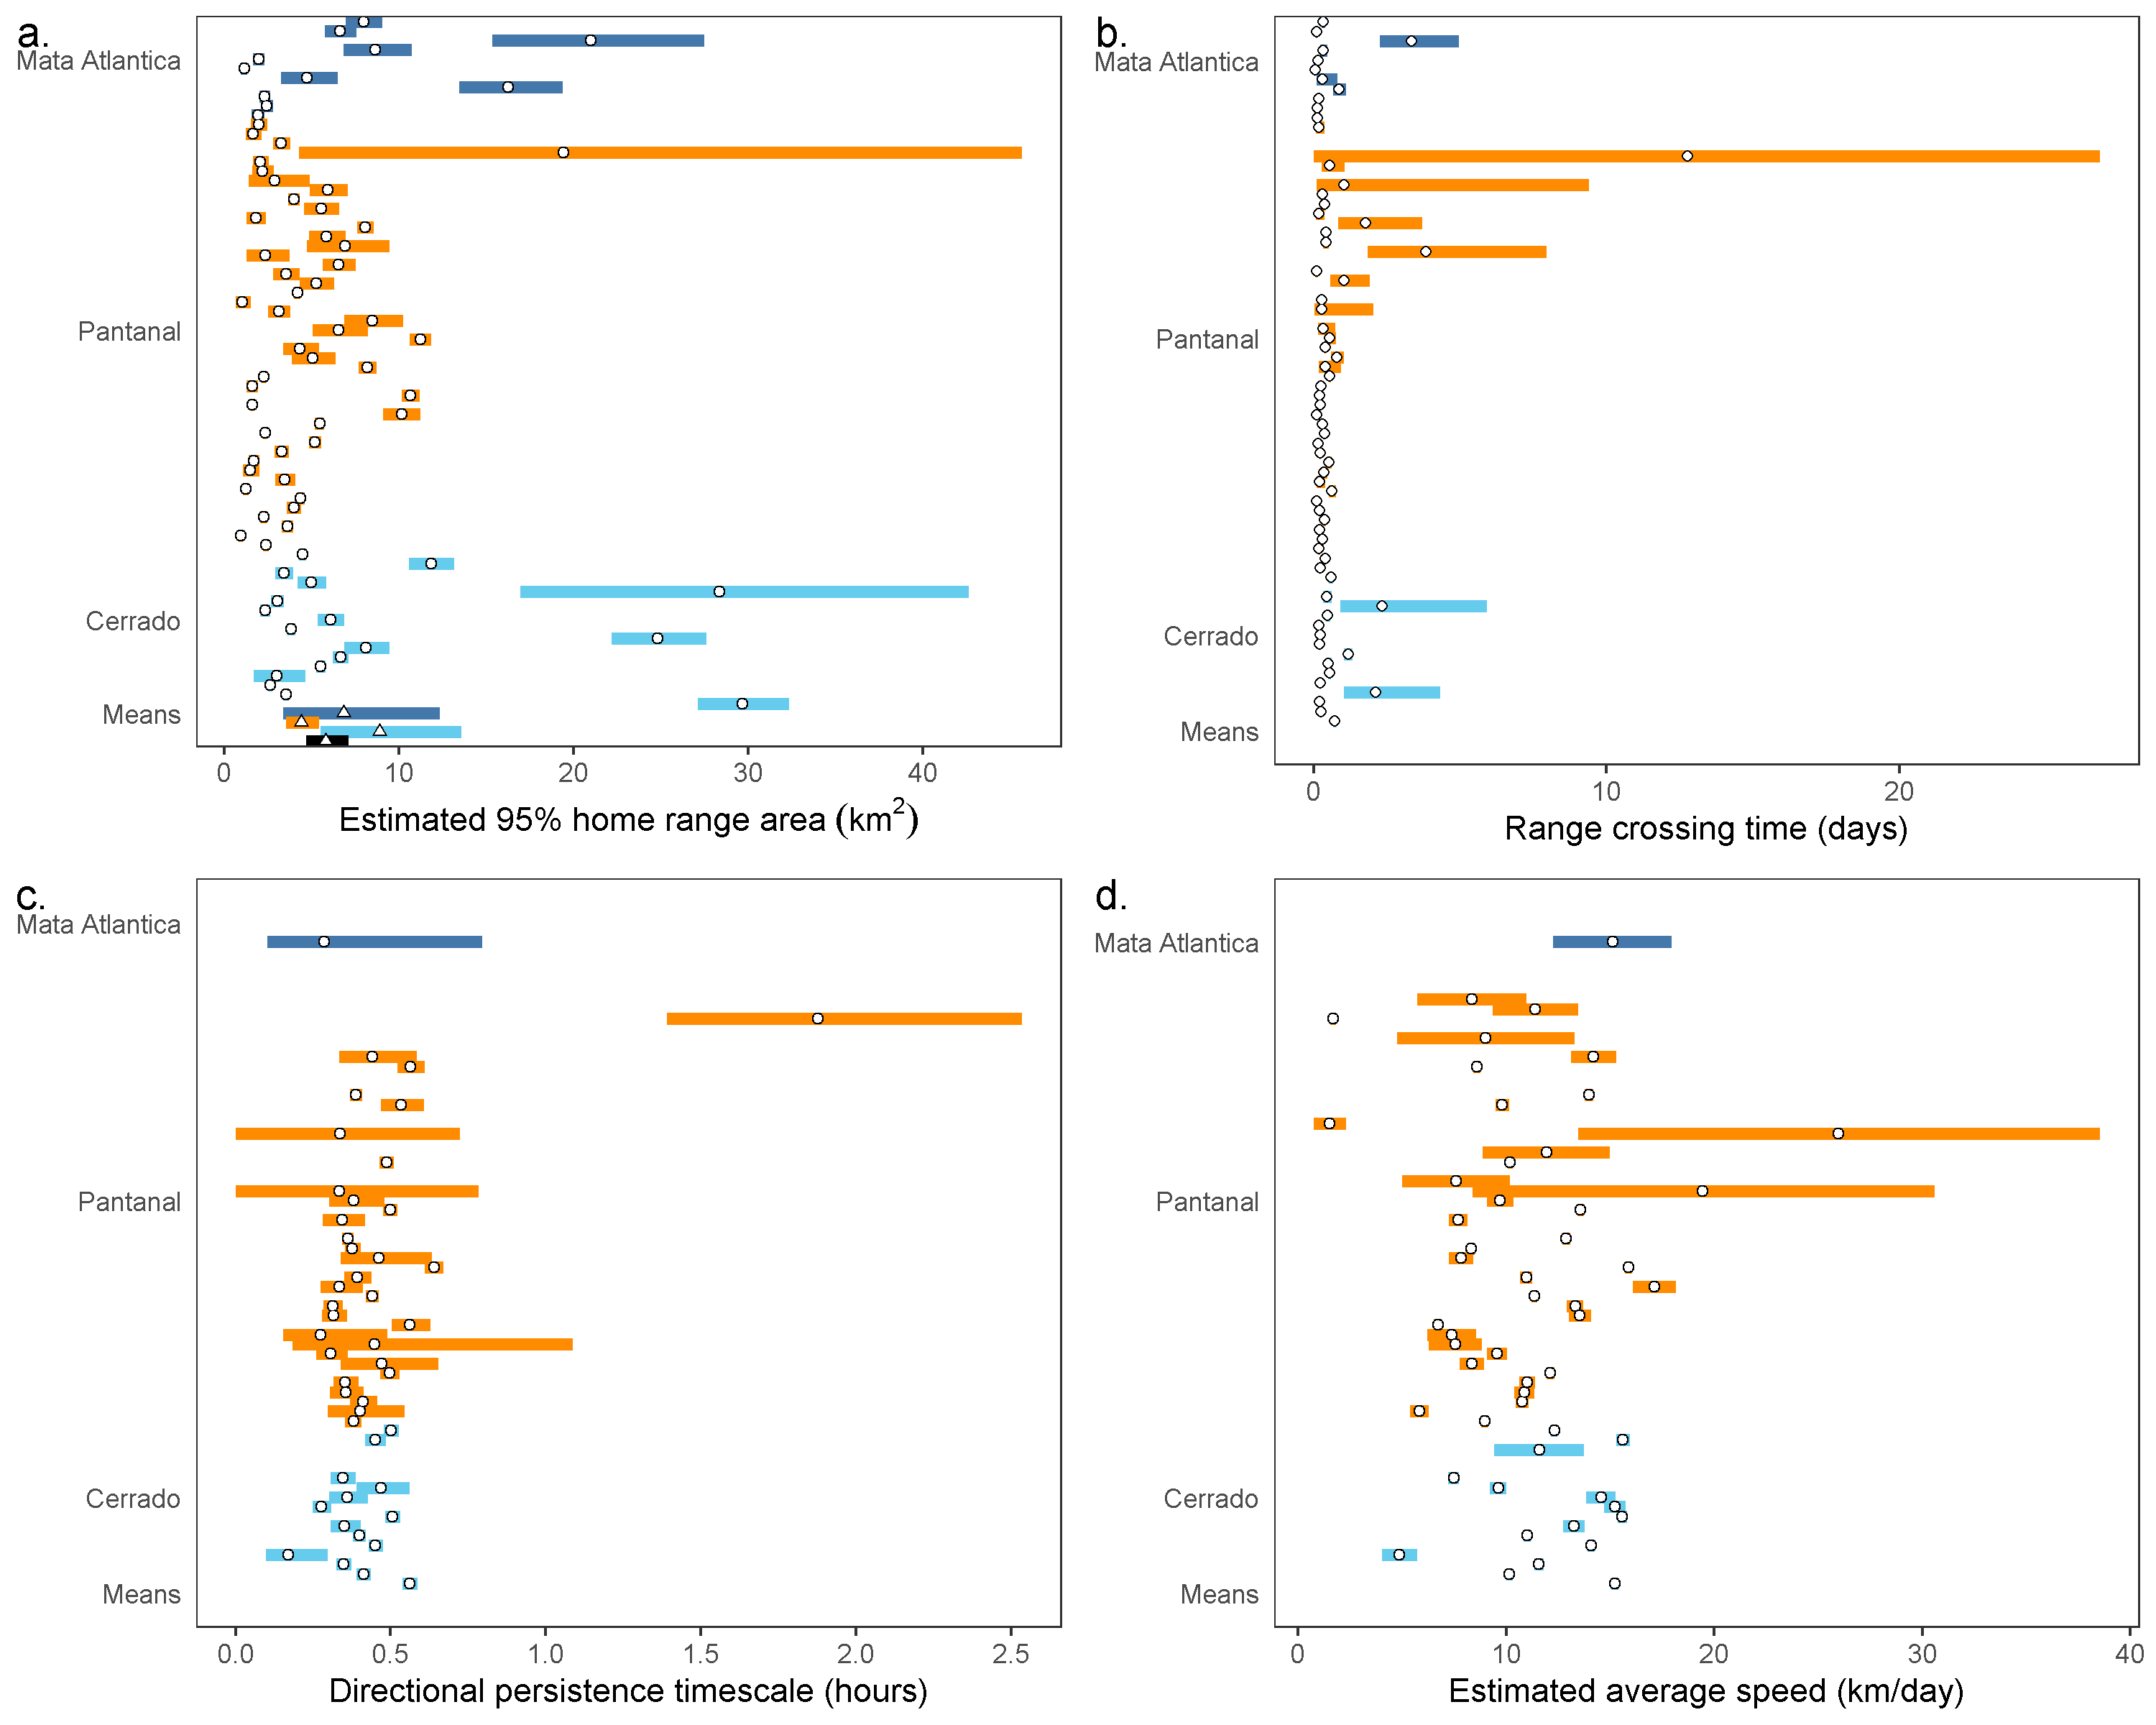 a.
Mata Atlantica
Pantanal
Cerrado
Means
0 10 20 30 40
Estimated 95% home range area (km²)
b.
Mata Atlantica
Pantanal
Cerrado
Means
0 10 20
Range crossing time (days)
c.
Mata Atlantica
Pantanal
Cerrado
Means
0.0 0.5 1.0 1.5 2.0 2.5
Directional persistence timescale (hours)
d.
Mata Atlantica
Pantanal
Cerrado
Means
0 10 20 30 40
Estimated average speed (km/day)